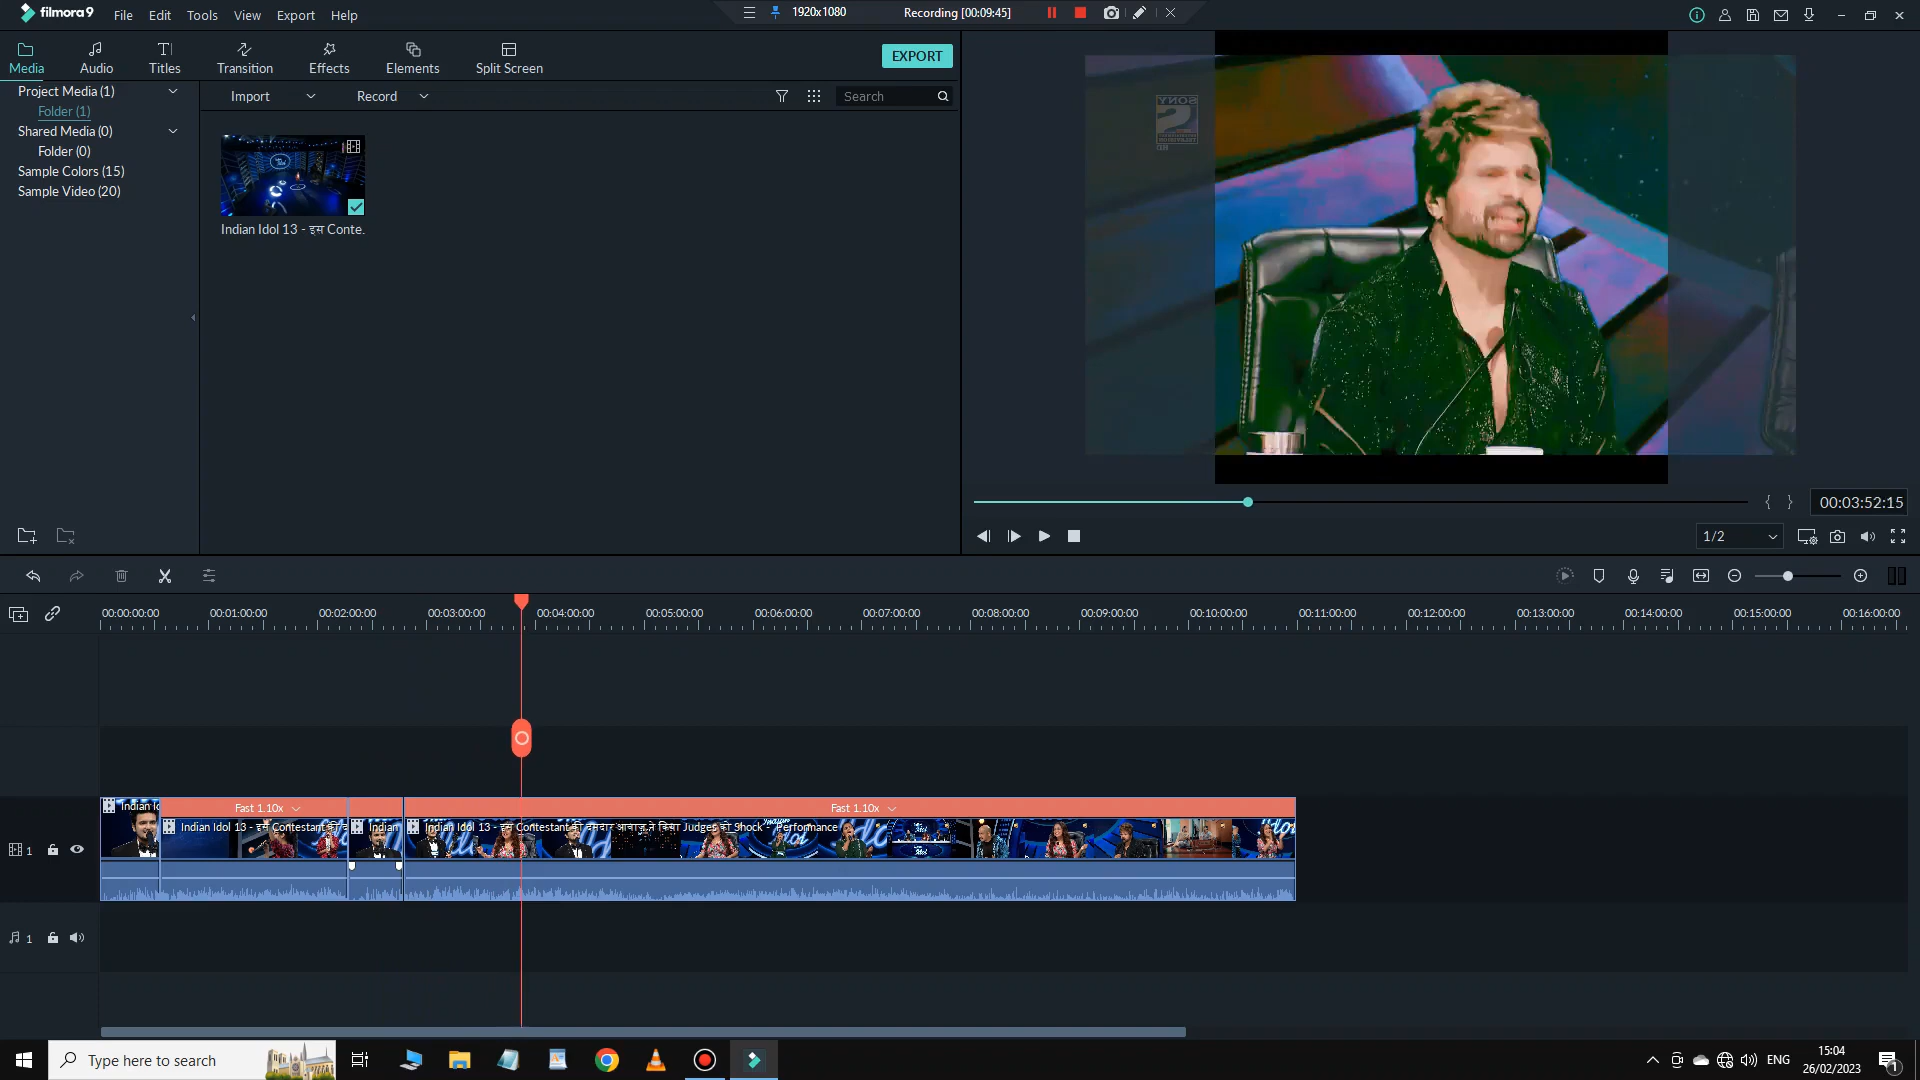 filmora9
File
Edit
Tools
View
Export
Help
1920x1080
Recording [00:09:45]
Media
Audio
Titles
Transition
Effects
Elements
Split Screen
EXPORT
Project Media (1)
Folder (1)
Shared Media (0)
Folder (0)
Sample Colors (15)
Sample Video (20)
Import
Record
Search
Indian Idol 13 - इस Conte.
SONY
{ }
00:03:52:15
1/2
00:00:00:00
00:01:00:00
00:02:00:00
00:03:00:00
00:04:00:00
00:05:00:00
00:06:00:00
00:07:00:00
00:08:00:00
00:09:00:00
00:10:00:00
00:11:00:00
00:12:00:00
00:13:00:00
00:14:00:00
00:15:00:00
00:16:00:00
Indian Ic
Fast 1.10x
Fast 1.10x
Indian Idol 13 - इस Contestant की द
Indian
Indian Idol 13 - इस Contestant की दमदार आवाज़ ने किया Judges को Shock - Performance
1
1
Type here to search
ENG
15:04
26/02/2023
1